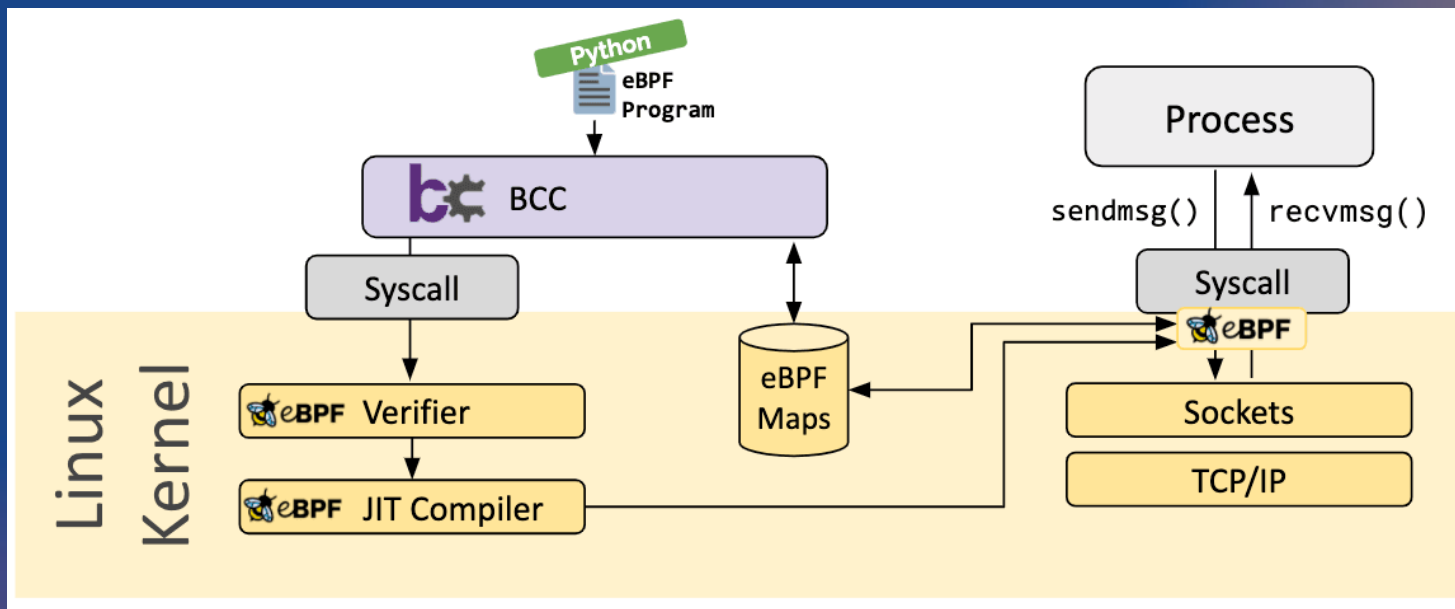 Python
eBPF
Program
bc BCC
Process
sendmsg()
recvmsg()
Syscall
Syscall
eBPF
Linux
Kernel
eBPF Verifier
eBPF
Maps
Sockets
eBPF JIT Compiler
TCP/IP